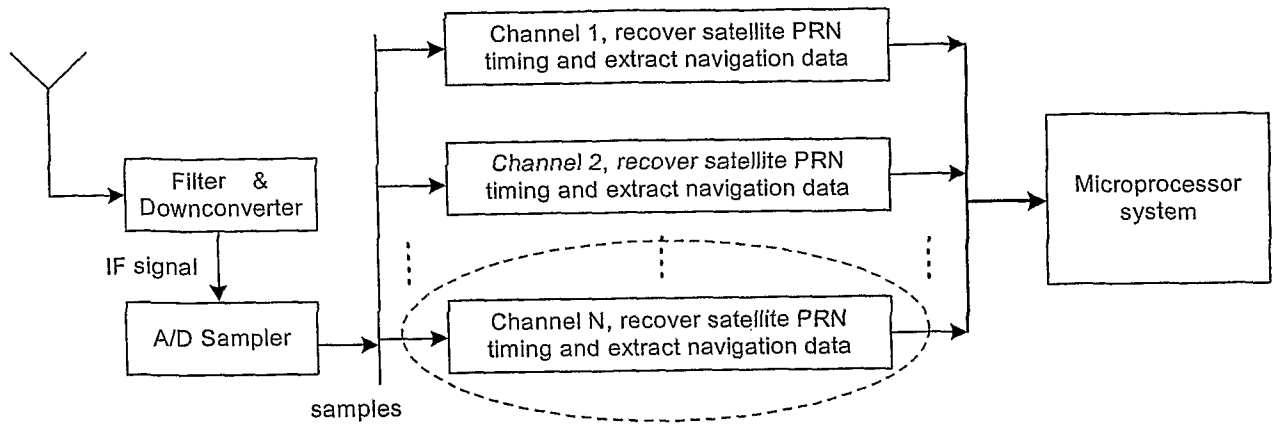 Channel 1, recover satellite PRN
timing and extract navigation data
Filter &
Downconverter
IF signal
A/D Sampler
samples
Channel 2, recover satellite PRN
timing and extract navigation data
Channel N, recover satellite PRN
timing and extract navigation data
Microprocessor
system